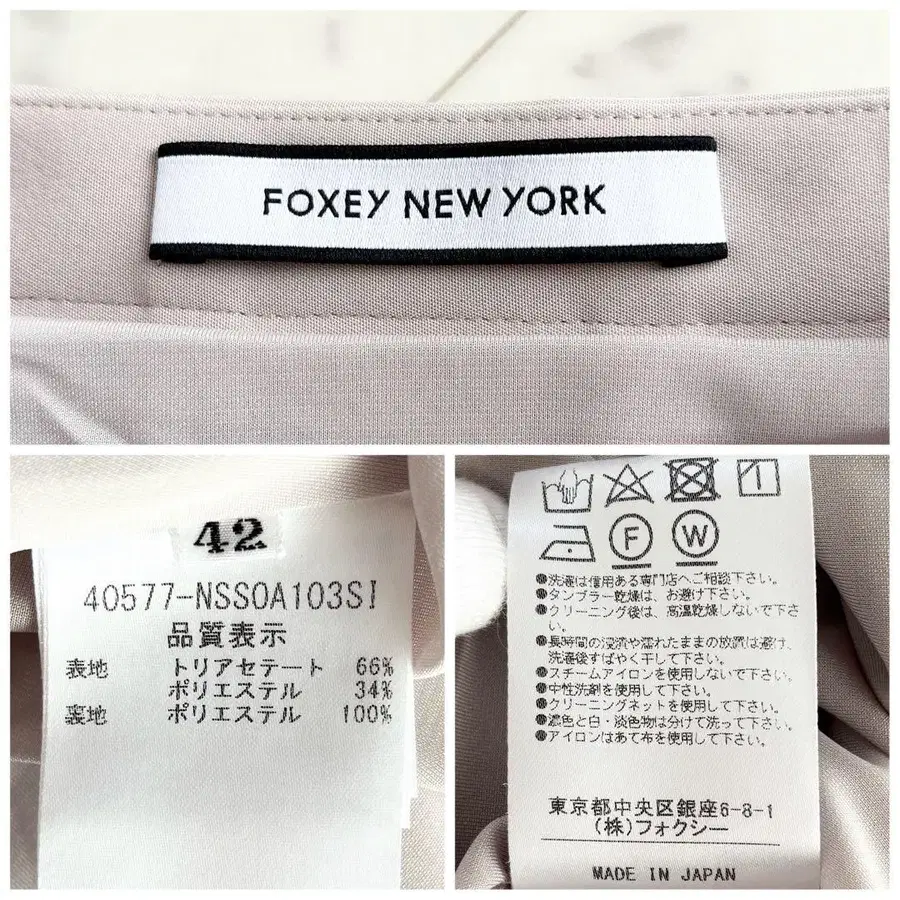 FOXEY NEW YORK
42
40577-NSSOA103SI
品質表示
表地 トリアセテート 66%
ポリエステル 34%
裏地 ポリエステル 100%
F W
●洗濯は信用ある専門店へご相談下さい。
●タンブラー乾燥は、お避け下さい。
●クリーニング後は、高温乾燥しないで下さ
い。
●長時間の浸漬や濡れたままの放置は避け、
洗濯後すばやく干して下さい。
●スチームアイロンを使用しないで下さい。
●中性洗剤を使用して下さい。
●クリーニングネットを使用して下さい。
●濃色と白・淡色物は分けて洗って下さい。
●アイロンはあて布を使用して下さい。
東京都中央区銀座6-8-1
(株)フォクシー
MADE IN JAPAN